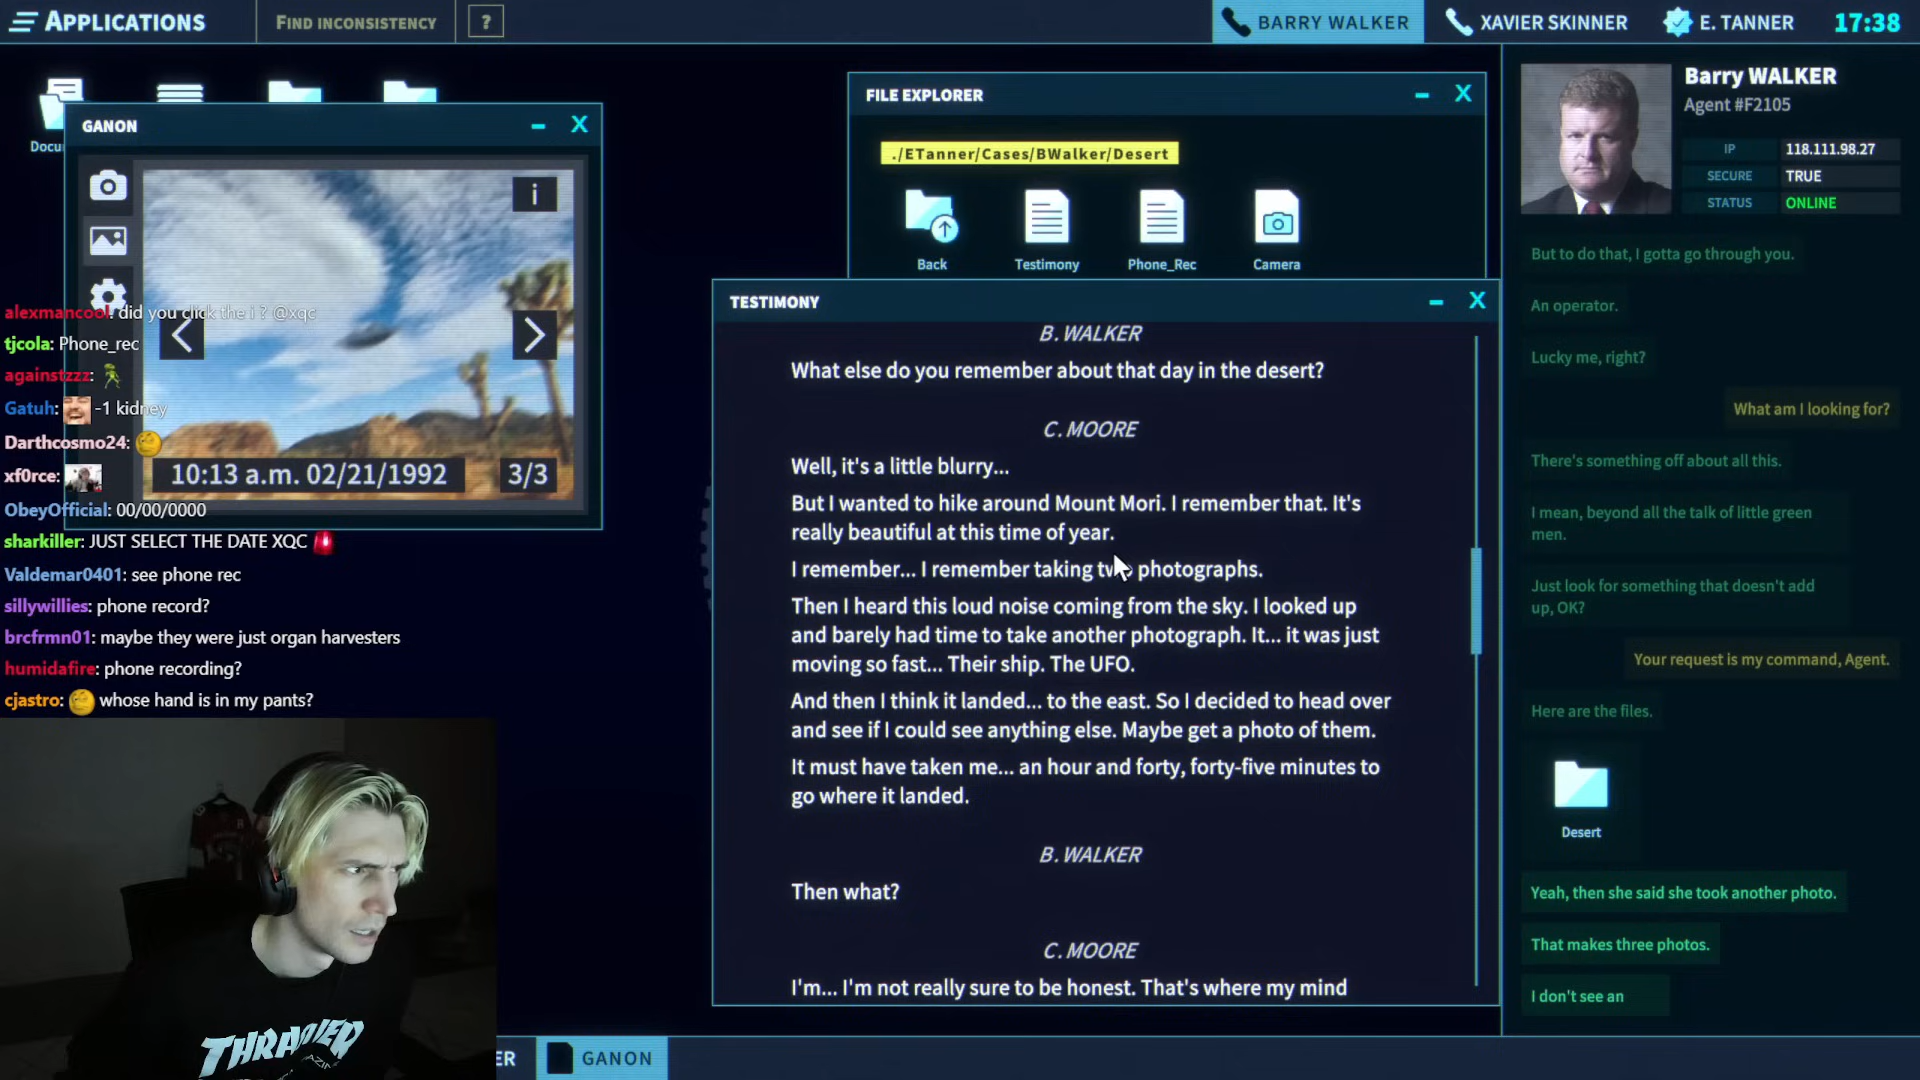 APPLICATIONS
FIND INCONSISTENCY
?
BARRY WALKER
XAVIER SKINNER
E. TANNER
17:38
Docu
GANON
i
10:13 a.m. 02/21/1992
3/3
alexmancool: did you click the i ? @xqc
tjcola: Phone_rec
againstzzz:
Gatuh: -1 kidney
Darthcosmo24:
xf0rce:
ObeyOfficial: 00/00/0000
sharkiller: JUST SELECT THE DATE XQC
Valdemar0401: see phone rec
sillywillies: phone record?
brcfrmn01: maybe they were just organ harvesters
humidafire: phone recording?
cjastro: whose hand is in my pants?
FILE EXPLORER
./ETanner/Cases/BWalker/Desert
Back
Testimony
Phone_Rec
Camera
TESTIMONY
B. WALKER
What else do you remember about that day in the desert?
C. MOORE
Well, it's a little blurry...
But I wanted to hike around Mount Mori. I remember that. It's
really beautiful at this time of year.
I remember... I remember taking two photographs.
Then I heard this loud noise coming from the sky. I looked up
and barely had time to take another photograph. It... it was just
moving so fast... Their ship. The UFO.
And then I think it landed... to the east. So I decided to head over
and see if I could see anything else. Maybe get a photo of them.
It must have taken me... an hour and forty, forty-five minutes to
go where it landed.
B. WALKER
Then what?
C. MOORE
I'm... I'm not really sure to be honest. That's where my mind
Barry WALKER
Agent #F2105
IP 118.111.98.27
SECURE TRUE
STATUS ONLINE
But to do that, I gotta go through you.
An operator.
Lucky me, right?
What am I looking for?
There's something off about all this.
I mean, beyond all the talk of little green
men.
Just look for something that doesn't add
up, OK?
Your request is my command, Agent.
Here are the files.
Desert
Yeah, then she said she took another photo.
That makes three photos.
I don't see an
THRASHER
ER
GANON